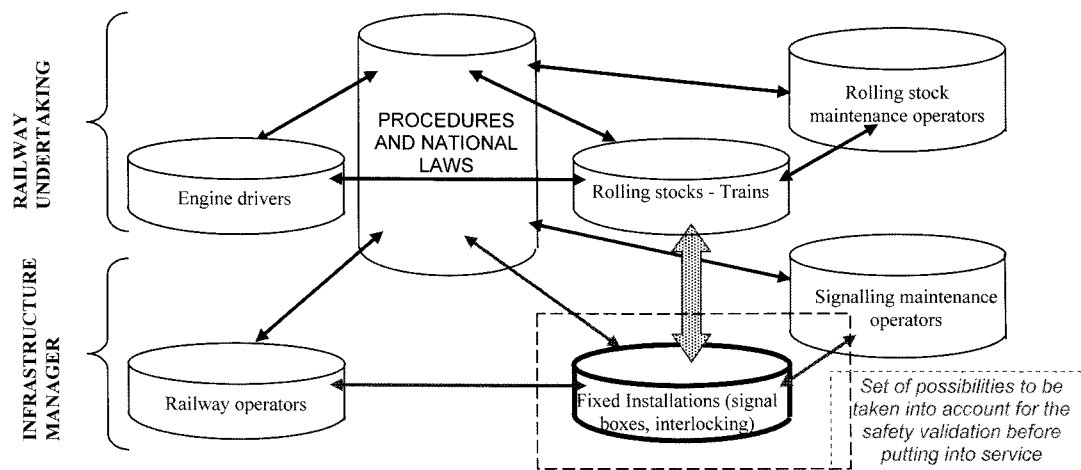 RAILWAY
UNDERTAKING
PROCEDURES
AND NATIONAL
LAWS
Rolling stock
maintenance operators
Engine drivers
Rolling stocks - Trains
INFRASTRUCTURE
MANAGER
Signalling maintenance
operators
Railway operators
Fixed Installations (signal
boxes, interlocking)
Set of possibilities to be
taken into account for the
safety validation before
putting into service